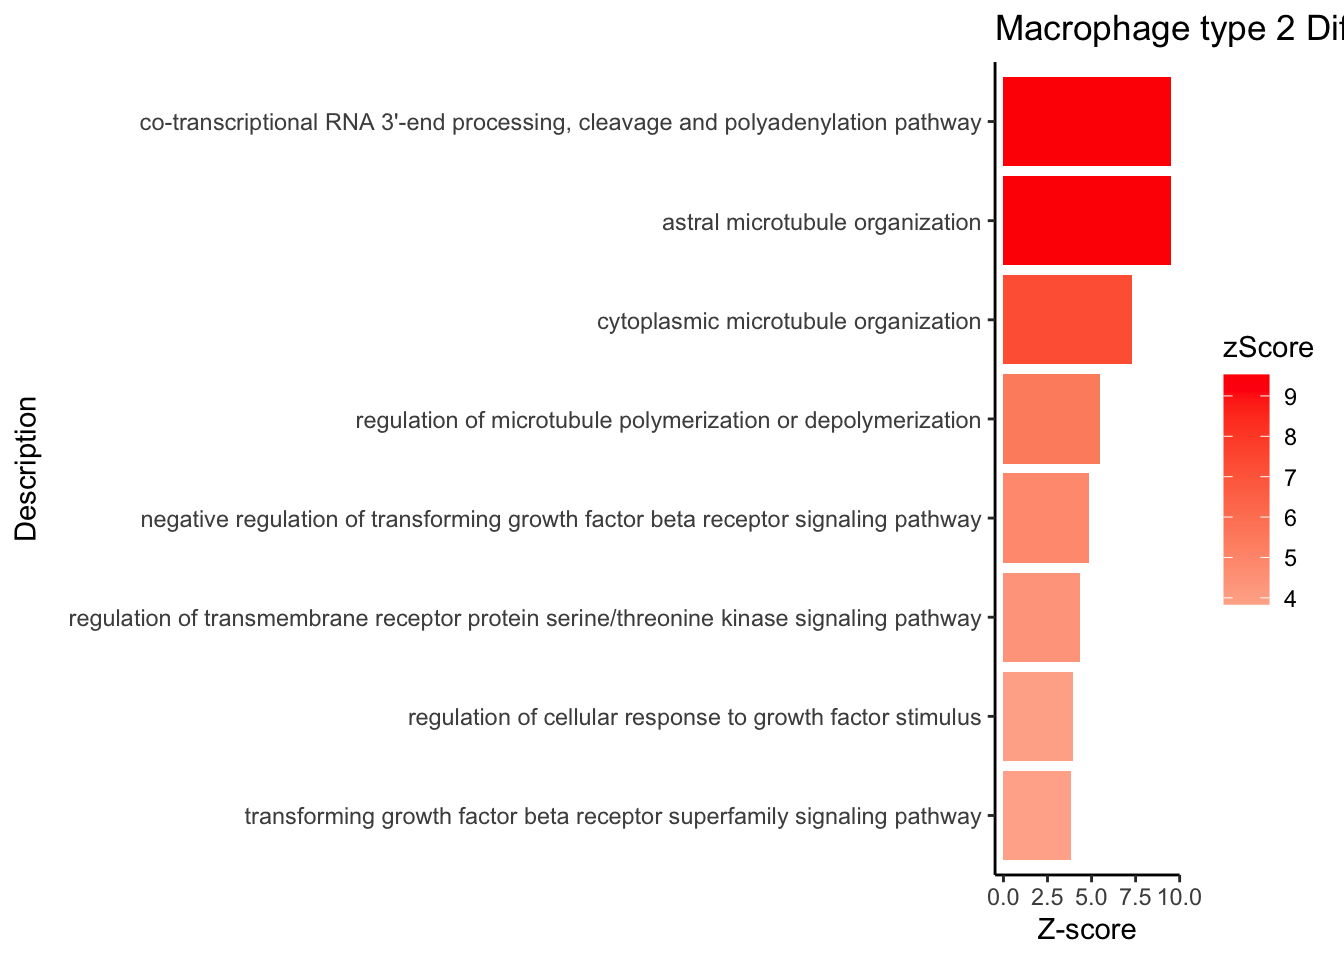 Macrophage type 2 Dif
co-transcriptional RNA 3'-end processing, cleavage and polyadenylation pathway
astral microtubule organization
cytoplasmic microtubule organization
regulation of microtubule polymerization or depolymerization
negative regulation of transforming growth factor beta receptor signaling pathway
regulation of transmembrane receptor protein serine/threonine kinase signaling pathway
regulation of cellular response to growth factor stimulus
transforming growth factor beta receptor superfamily signaling pathway
Description
0.0 2.5 5.0 7.5 10.0
Z-score
zScore
9
8
7
6
5
4